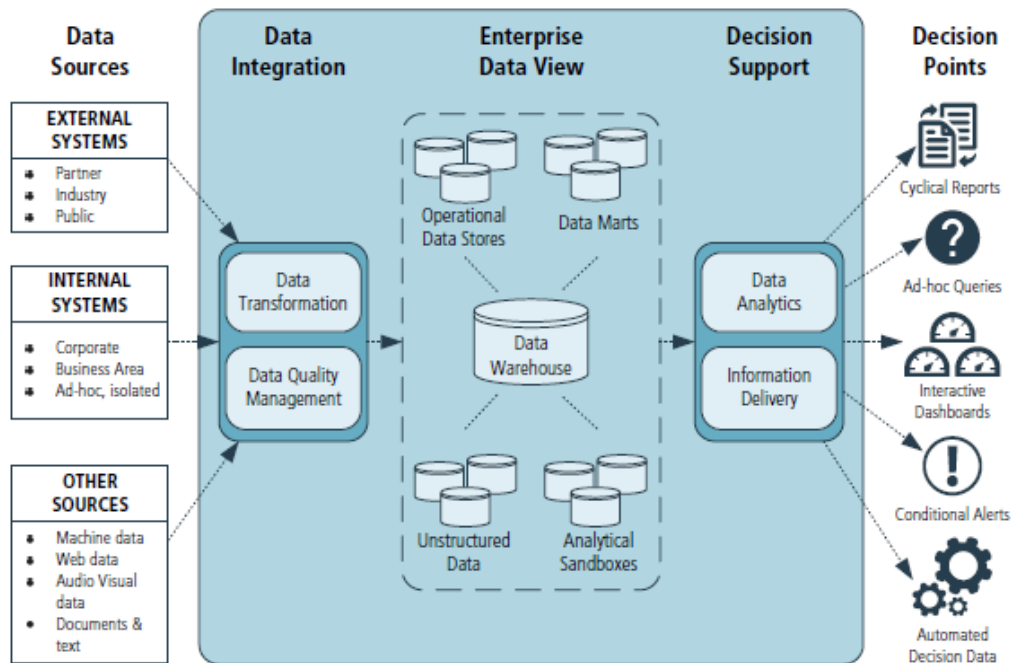 Data
Sources
Data
Integration
Enterprise
Data View
Decision
Support
Decision
Points
EXTERNAL
SYSTEMS
Partner
Industry
Public
INTERNAL
SYSTEMS
Corporate
Business Area
Ad-hoc, isolated
OTHER
SOURCES
Machine data
Web data
Audio Visual
data
Documents &
text
Data
Transformation
Data Quality
Management
Operational
Data Stores
Data Marts
Data
Warehouse
Unstructured
Data
Analytical
Sandboxes
Data
Analytics
Information
Delivery
Cyclical Reports
?
Ad-hoc Queries
Interactive
Dashboards
!
Conditional Alerts
Automated
Decision Data